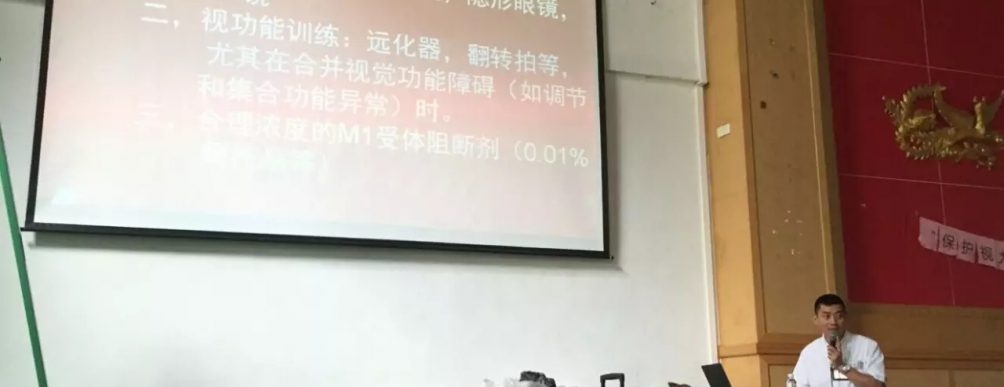 镜
隐形眼镜，
二，视功能训练：远化器，翻转拍等，
尤其在合并视觉功能障碍（如调节
和集合功能异常）时。
三，合理浓度的M1受体阻断剂（0.01%
"保护视